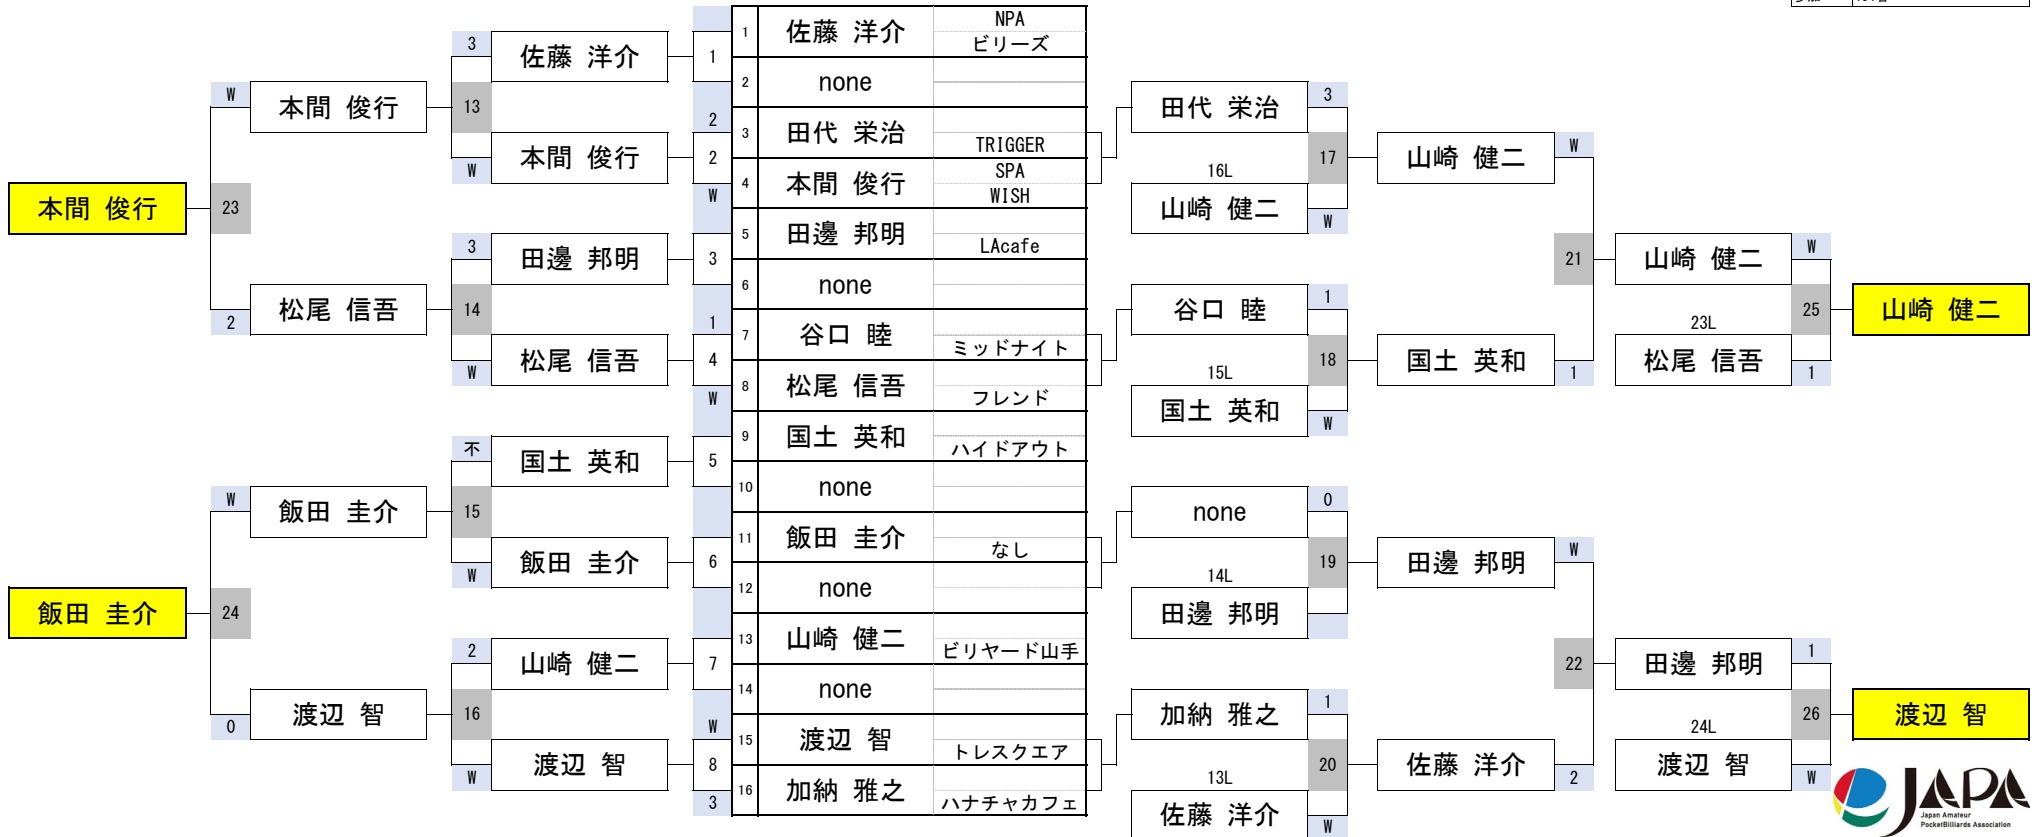 1 佐藤 洋介 NPA ビリーズ
2 none
3 田代 栄治 TRIGGER
4 本間 俊行 SPA WISH
5 田邊 邦明 LAcafe
6 none
7 谷口 睦 ミッドナイト
8 松尾 信吾 フレンド
9 国土 英和 ハイドアウト
10 none
11 飯田 圭介 なし
12 none
13 山崎 健二 ビリヤード山手
14 none
15 渡辺 智 トレスクエア
16 加納 雅之 ハナチャカフェ
1
2
2
W
3
1
4
W
5
6
7
W
8
3
3 佐藤 洋介
13
W 本間 俊行
3 田邊 邦明
14
W 松尾 信吾
不 国土 英和
15
W 飯田 圭介
2 山崎 健二
16
W 渡辺 智
W 本間 俊行
23
2 松尾 信吾
W 飯田 圭介
24
0 渡辺 智
本間 俊行
飯田 圭介
田代 栄治 3
17
16L
山崎 健二 W
谷口 睦 1
18
15L
国土 英和 W
none 0
19
14L
田邊 邦明
加納 雅之 1
20
13L
佐藤 洋介 W
山崎 健二 W
21
国土 英和 1
田邊 邦明 W
22
佐藤 洋介 2
山崎 健二 W
25
23L
松尾 信吾 1
田邊 邦明 1
26
24L
渡辺 智 W
山崎 健二
渡辺 智
JAPA
Japan Amateur
PocketBilliards Association